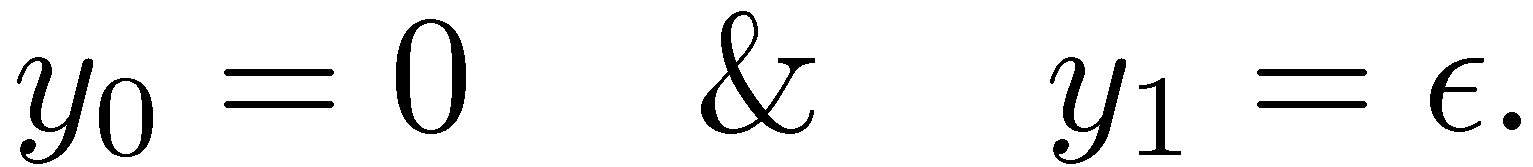 y₀ = 0 & y₁ = ϵ.